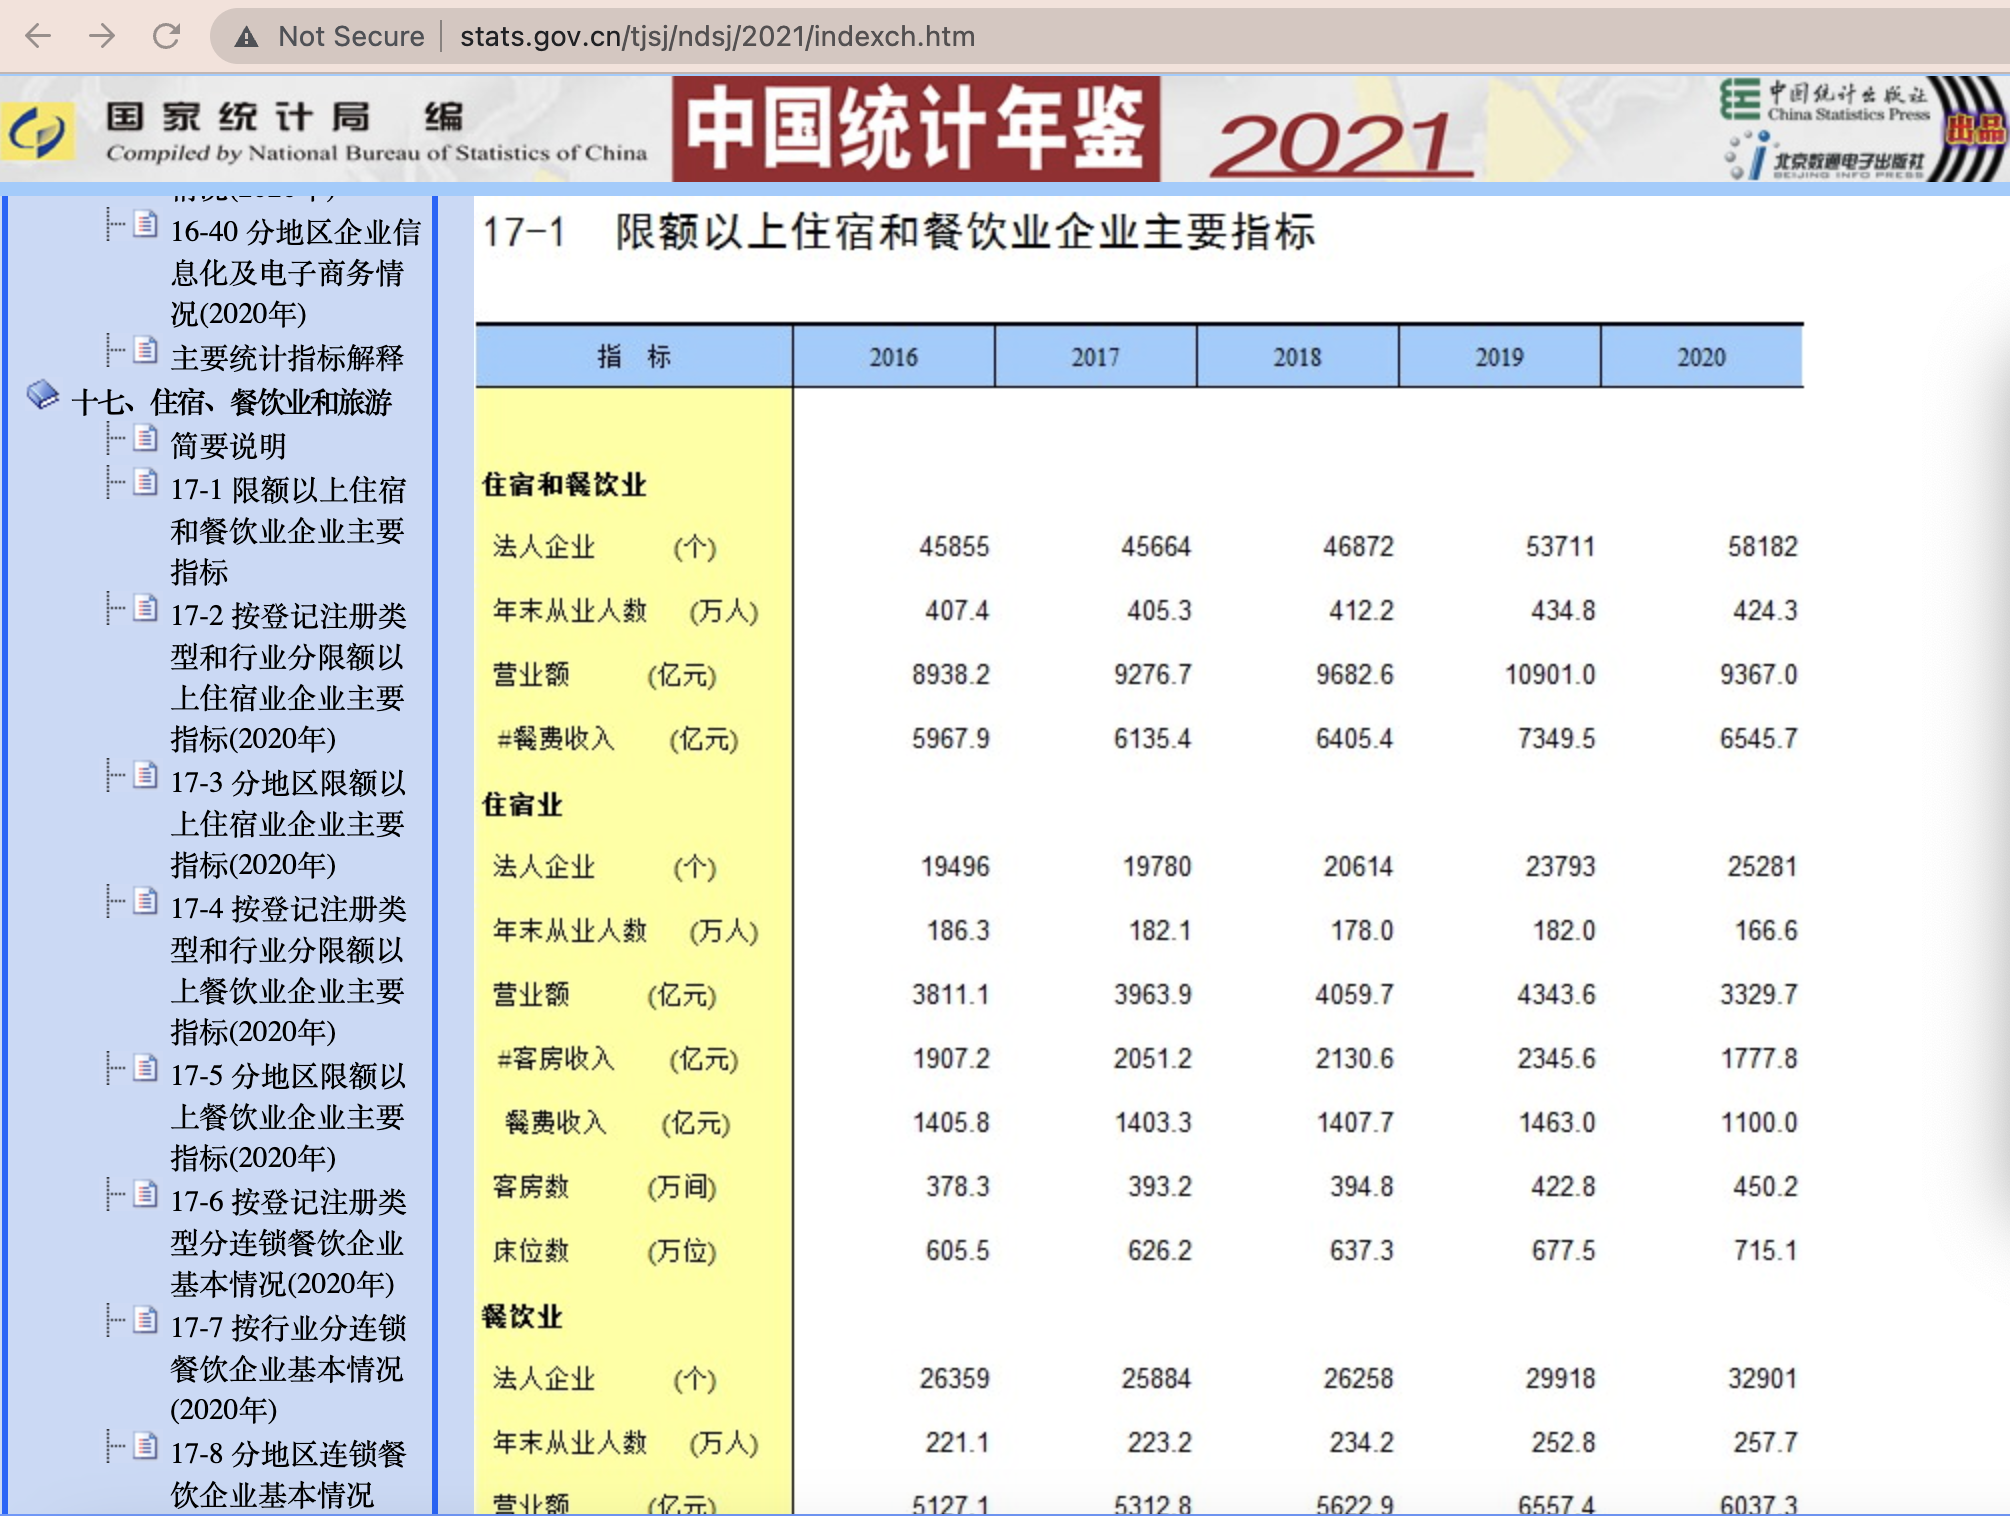 Not Secure stats.gov.cn/tjsj/ndsj/2021/indexch.htm
国家统计局 编
Compiled by National Bureau of Statistics of China
中国统计年鉴
2021
中国统计出版社
China Statistics Press
北京数通电子出版社
BEIJING INFO PRESS
出品
情况(2020年)
16-40 分地区企业信
息化及电子商务情
况(2020年)
主要统计指标解释
十七、住宿、餐饮业和旅游
简要说明
17-1 限额以上住宿
和餐饮业企业主要
指标
17-2 按登记注册类
型和行业分限额以
上住宿业企业主要
指标(2020年)
17-3 分地区限额以
上住宿业企业主要
指标(2020年)
17-4 按登记注册类
型和行业分限额以
上餐饮业企业主要
指标(2020年)
17-5 分地区限额以
上餐饮业企业主要
指标(2020年)
17-6 按登记注册类
型分连锁餐饮企业
基本情况(2020年)
17-7 按行业分连锁
餐饮企业基本情况
(2020年)
17-8 分地区连锁餐
饮企业基本情况
17-1 限额以上住宿和餐饮业企业主要指标
指 标 2016 2017 2018 2019 2020
住宿和餐饮业
法人企业 (个) 45855 45664 46872 53711 58182
年末从业人数 (万人) 407.4 405.3 412.2 434.8 424.3
营业额 (亿元) 8938.2 9276.7 9682.6 10901.0 9367.0
#餐费收入 (亿元) 5967.9 6135.4 6405.4 7349.5 6545.7
住宿业
法人企业 (个) 19496 19780 20614 23793 25281
年末从业人数 (万人) 186.3 182.1 178.0 182.0 166.6
营业额 (亿元) 3811.1 3963.9 4059.7 4343.6 3329.7
#客房收入 (亿元) 1907.2 2051.2 2130.6 2345.6 1777.8
餐费收入 (亿元) 1405.8 1403.3 1407.7 1463.0 1100.0
客房数 (万间) 378.3 393.2 394.8 422.8 450.2
床位数 (万位) 605.5 626.2 637.3 677.5 715.1
餐饮业
法人企业 (个) 26359 25884 26258 29918 32901
年末从业人数 (万人) 221.1 223.2 234.2 252.8 257.7
营业额 (亿元) 5127.1 5312.8 5622.9 6557.4 6037.3